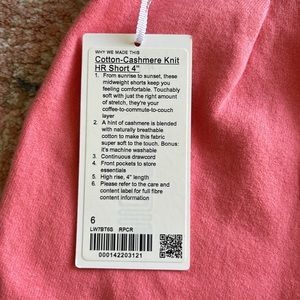 WHY WE MADE THIS
Cotton-Cashmere Knit
HR Short 4"
1. From sunrise to sunset, these
midweight shorts keep you
feeling comfortable. Touchably
soft with just the right amount
of stretch, they're your
coffee-to-commute-to-couch
layer
2. A hint of cashmere is blended
with naturally breathable
cotton to make this fabric
super soft to the touch. Bonus:
it's machine washable
3. Continuous drawcord
4. Front pockets to store
essentials
5. High rise, 4" length
6. Please refer to the care and
content label for full fibre
content information
6
LW7BT6S RPCR
000142203121